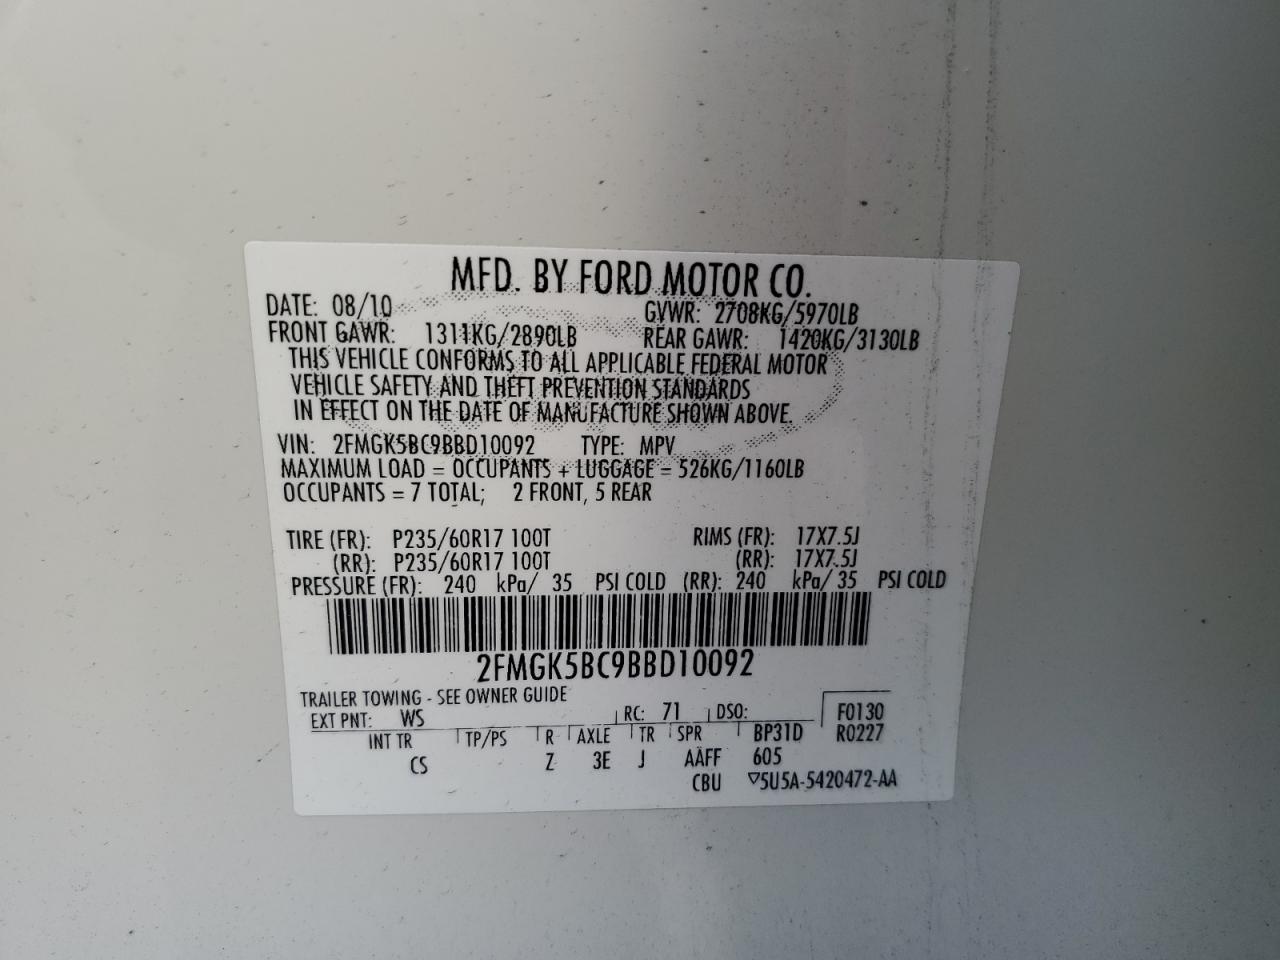 MFD. BY FORD MOTOR CO.
DATE: 08/10 GVWR: 2708KG/5970LB
FRONT GAWR: 1311KG/2890LB REAR GAWR: 1420KG/3130LB
THIS VEHICLE CONFORMS TO ALL APPLICABLE FEDERAL MOTOR
VEHICLE SAFETY AND THEFT PREVENTION STANDARDS
IN EFFECT ON THE DATE OF MANUFACTURE SHOWN ABOVE.
VIN: 2FMGK5BC9BBD10092 TYPE: MPV
MAXIMUM LOAD = OCCUPANTS + LUGGAGE = 526KG/1160LB
OCCUPANTS = 7 TOTAL; 2 FRONT, 5 REAR
TIRE (FR): P235/60R17 100T RIMS (FR): 17X7.5J
(RR): P235/60R17 100T (RR): 17X7.5J
PRESSURE (FR): 240 kPa/ 35 PSI COLD (RR): 240 kPa/ 35 PSI COLD
2FMGK5BC9BBD10092
TRAILER TOWING - SEE OWNER GUIDE
EXT PNT: WS RC: 71 DSO: F0130
INT TR TP/PS R AXLE TR SPR BP31D R0227
CS Z 3E J AAFF 605
CBU ▽5U5A-5420472-AA